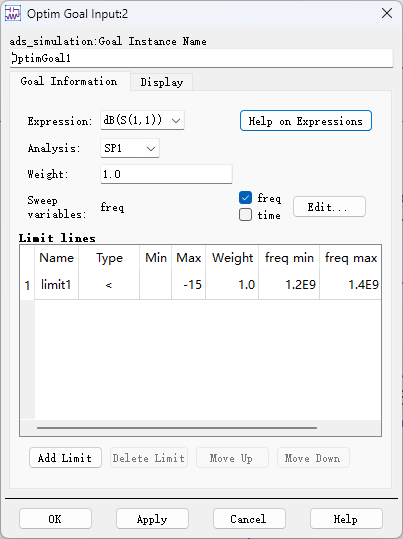 Optim Goal Input:2
ads_simulation:Goal Instance Name
OptimGoal1
Goal Information Display
Expression: dB(S(1,1)) Help on Expressions
Analysis: SP1
Weight: 1.0
Sweep variables: freq freq
time Edit...
Limit lines
Name Type Min Max Weight freq min freq max
1 limit1 < -15 1.0 1.2E9 1.4E9
Add Limit Delete Limit Move Up Move Down
OK Apply Cancel Help